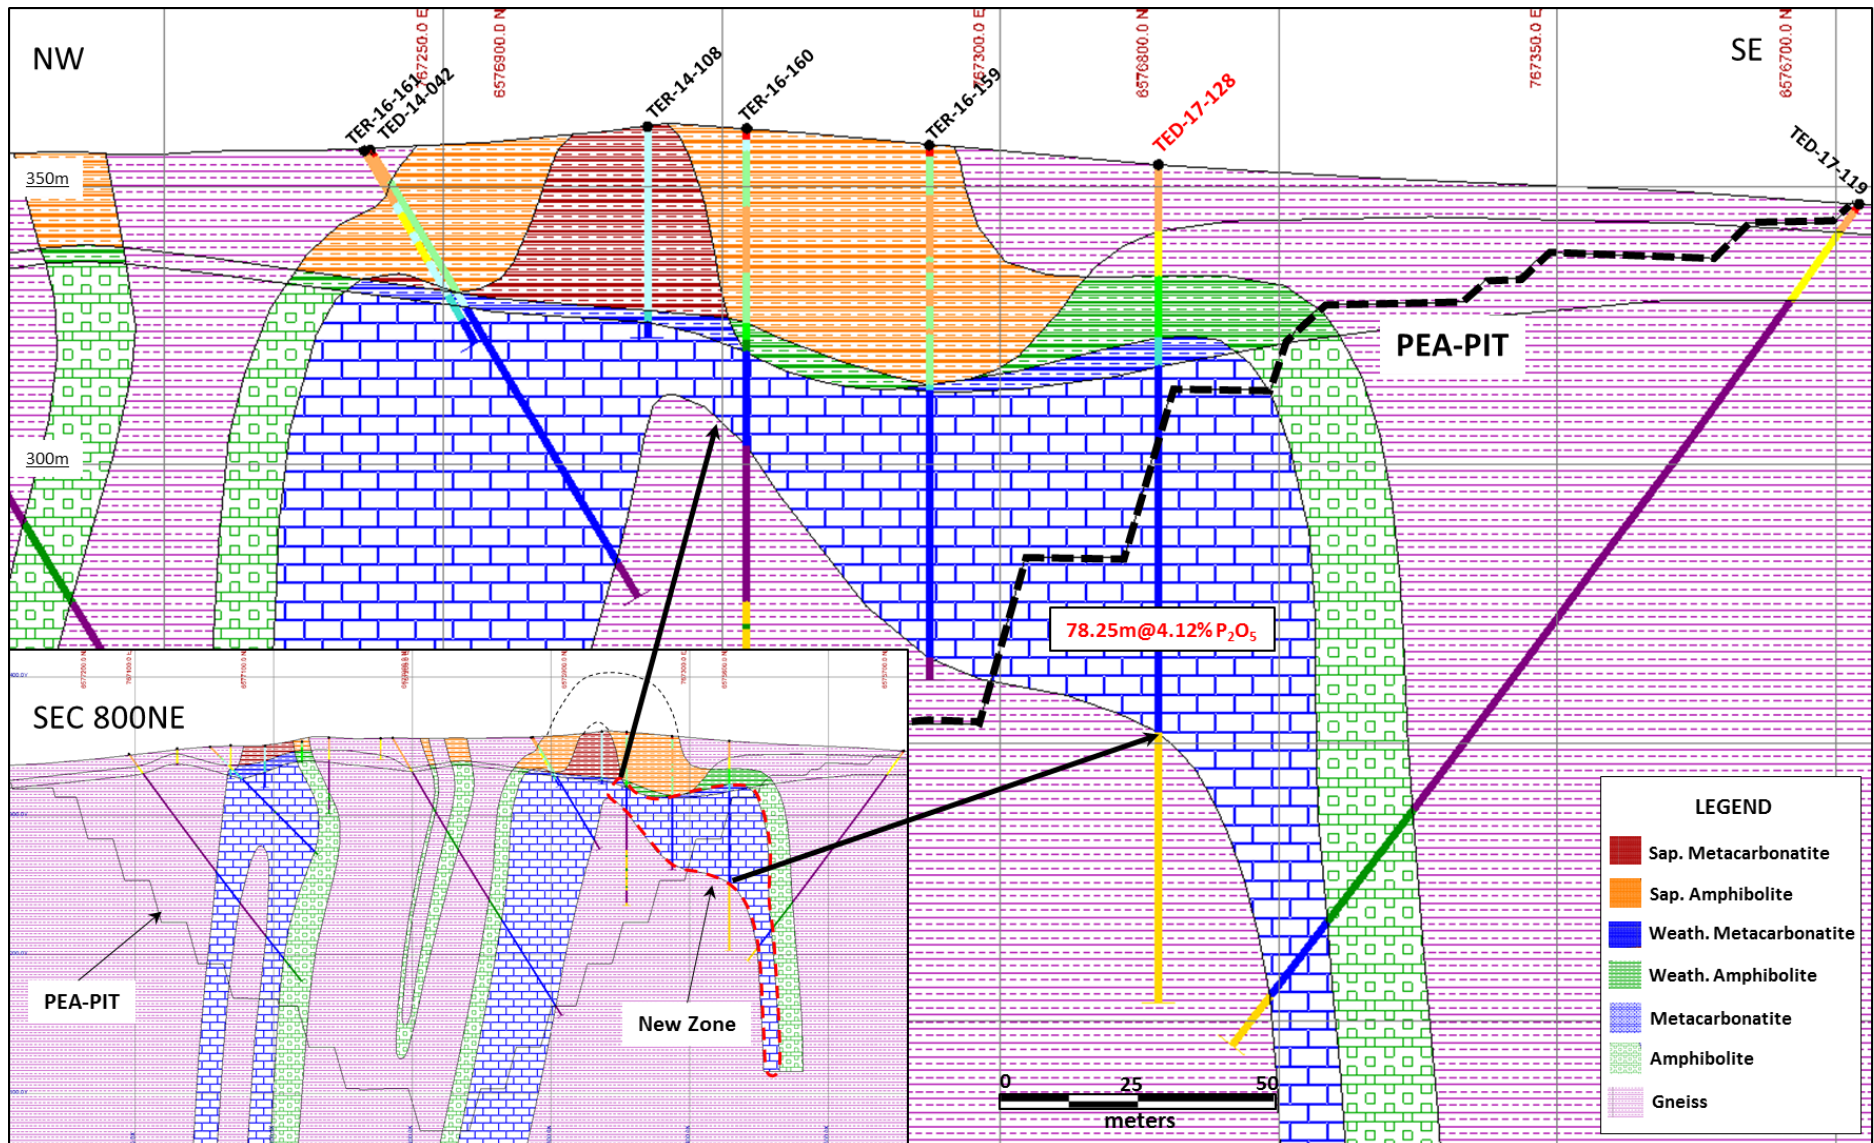 NW
SE
767250.0 E
6576900.0 N
767300.0 E
6576800.0 N
767350.0 E
6576700.0 N
TER-16-161
TED-14-042
TER-14-108
TER-16-160
TER-16-159
TED-17-128
TED-17-119
350m
PEA-PIT
300m
78.25m@4.12% P₂O₅
SEC 800NE
PEA-PIT
New Zone
LEGEND
Sap. Metacarbonatite
Sap. Amphibolite
Weath. Metacarbonatite
Weath. Amphibolite
Metacarbonatite
Amphibolite
Gneiss
0 25 50
meters